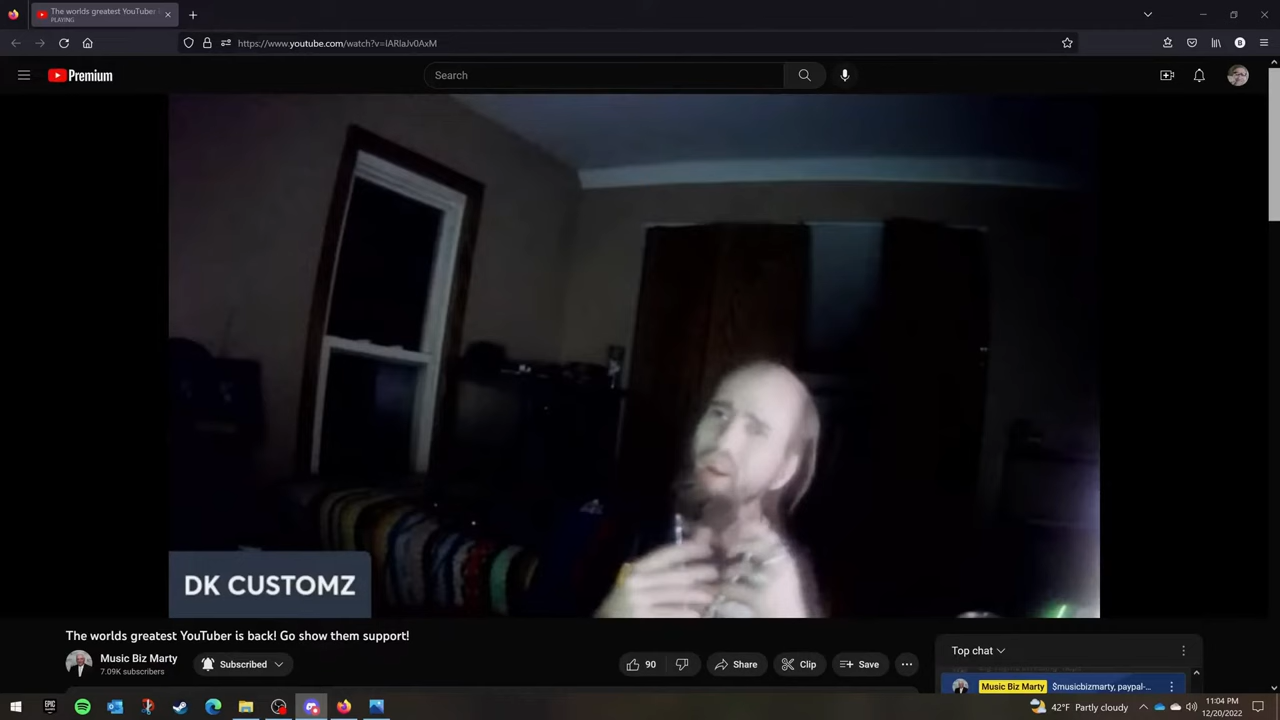 The worlds greatest YouTuber
PLAYING
https://www.youtube.com/watch?v=lARlaJv0AxM
B
Premium
Search
DK CUSTOMZ
The worlds greatest YouTuber is back! Go show them support!
Music Biz Marty
7.09K subscribers
Subscribed
90
Share
Clip
Save
Top chat
Music Biz Marty $musicbizmarty, paypal-...
EPIC
42°F Partly cloudy
11:04 PM
12/20/2022